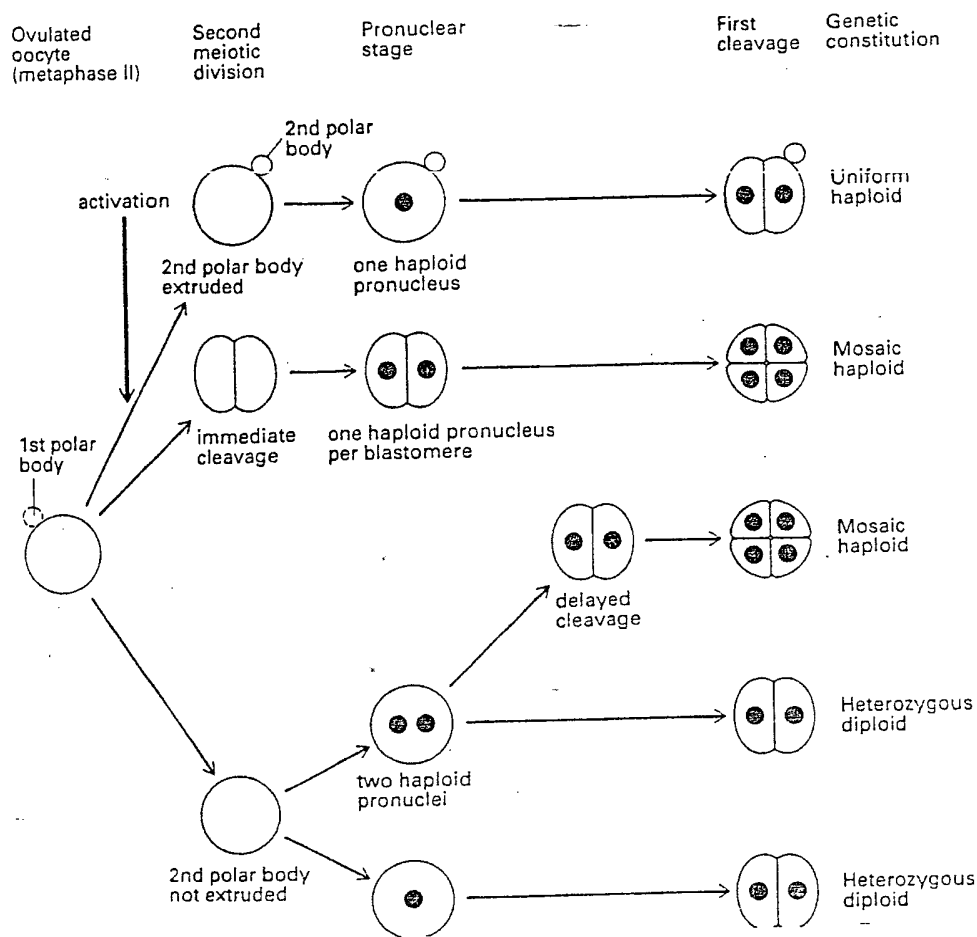 Ovulated
oocyte
(metaphase II)
Second
meiotic
division
Pronuclear
stage
First
cleavage
Genetic
constitution
2nd polar
body
activation
2nd polar body
extruded
one haploid
pronucleus
Uniform
haploid
immediate
cleavage
one haploid pronucleus
per blastomere
Mosaic
haploid
1st polar
body
delayed
cleavage
Mosaic
haploid
two haploid
pronuclei
Heterozygous
diploid
2nd polar body
not extruded
Heterozygous
diploid